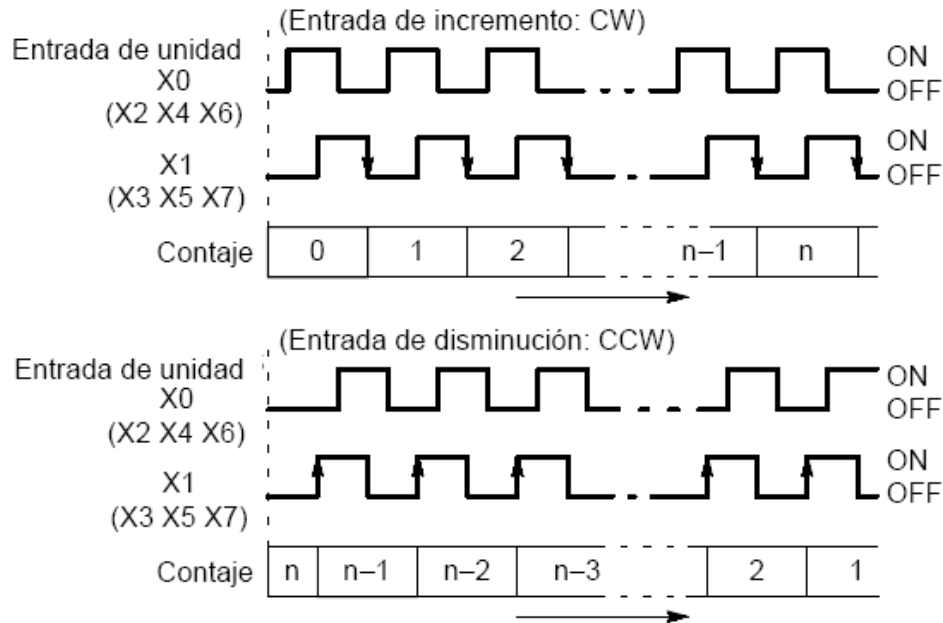 (Entrada de incremento: CW)
Entrada de unidad
X0
(X2 X4 X6)
ON
OFF
X1
(X3 X5 X7)
ON
OFF
Contaje 0 1 2 n–1 n
(Entrada de disminución: CCW)
Entrada de unidad
X0
(X2 X4 X6)
ON
OFF
X1
(X3 X5 X7)
ON
OFF
Contaje n n–1 n–2 n–3 2 1